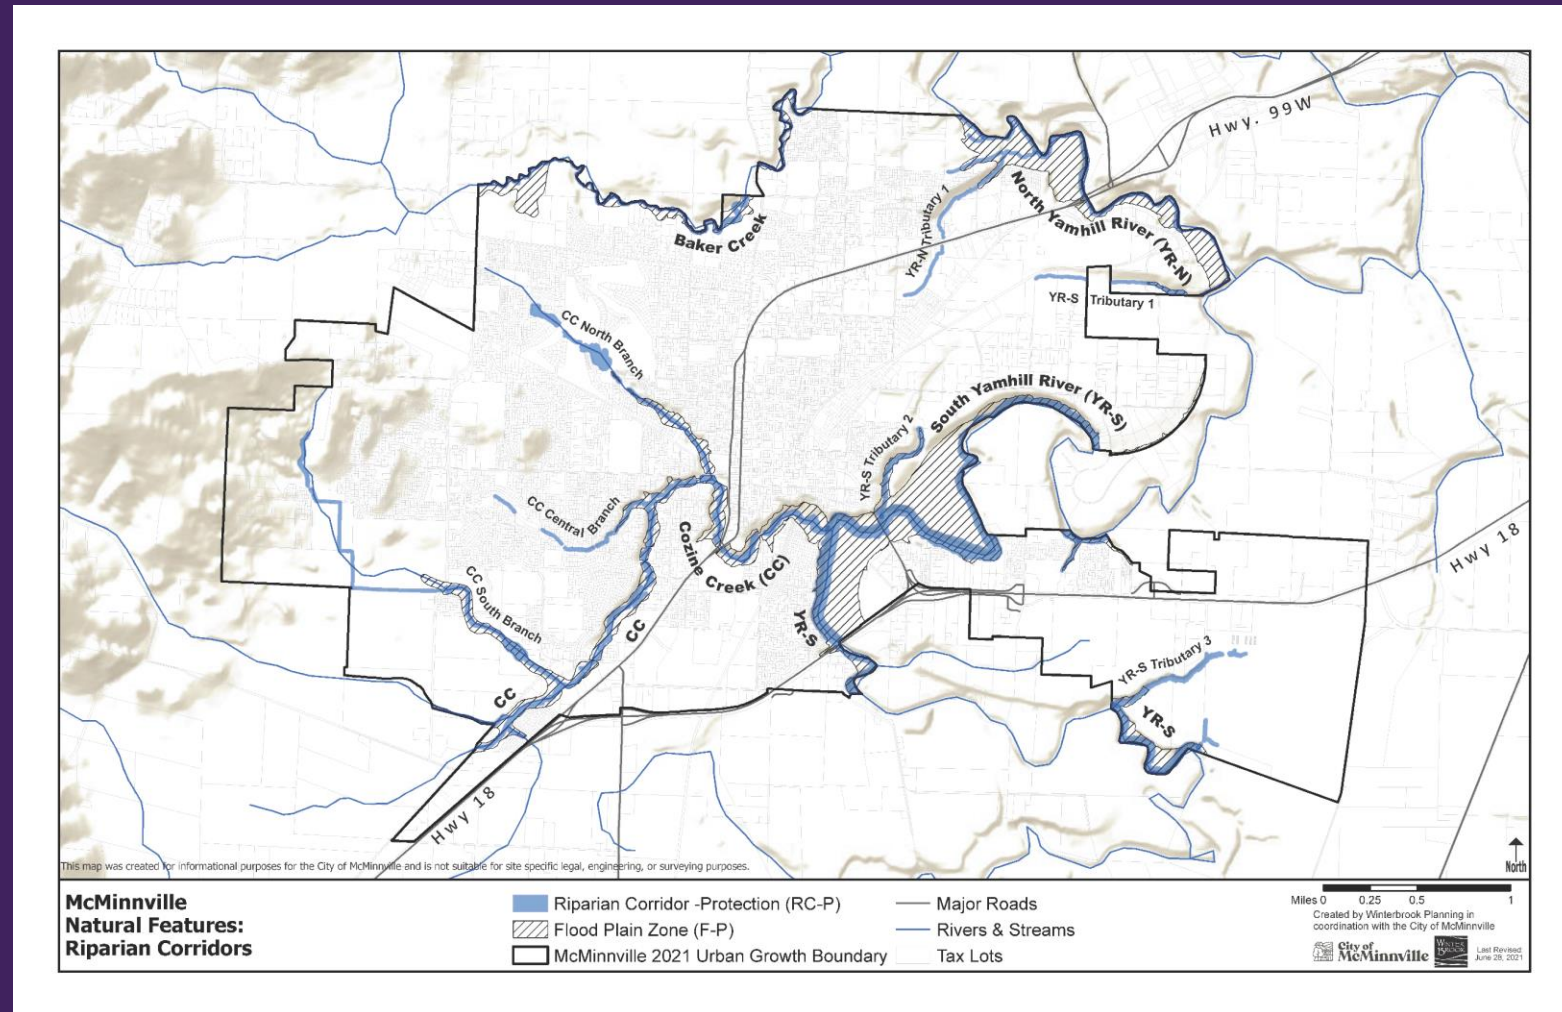 Hwy. 99W
North Yamhill River (YR-N)
YR-N Tributary 1
Baker Creek
YR-S Tributary 1
CC North Branch
South Yamhill River (YR-S)
YR-S Tributary 2
CC Central Branch
Cozine Creek (CC)
Hwy 18
CC South Branch
CC
YR-S
YR-S Tributary 3
CC
YR-S
Hwy 18
This map was created for informational purposes for the City of McMinnville and is not suitable for site specific legal, engineering, or surveying purposes.
North
McMinnville
Natural Features:
Riparian Corridors
Riparian Corridor -Protection (RC-P)
Flood Plain Zone (F-P)
McMinnville 2021 Urban Growth Boundary
Major Roads
Rivers & Streams
Tax Lots
Miles 0 0.25 0.5 1
Created by Winterbrook Planning in
coordination with the City of McMinnville
City of
McMinnville
WINTER
BROOK
Last Revised:
June 28, 2021